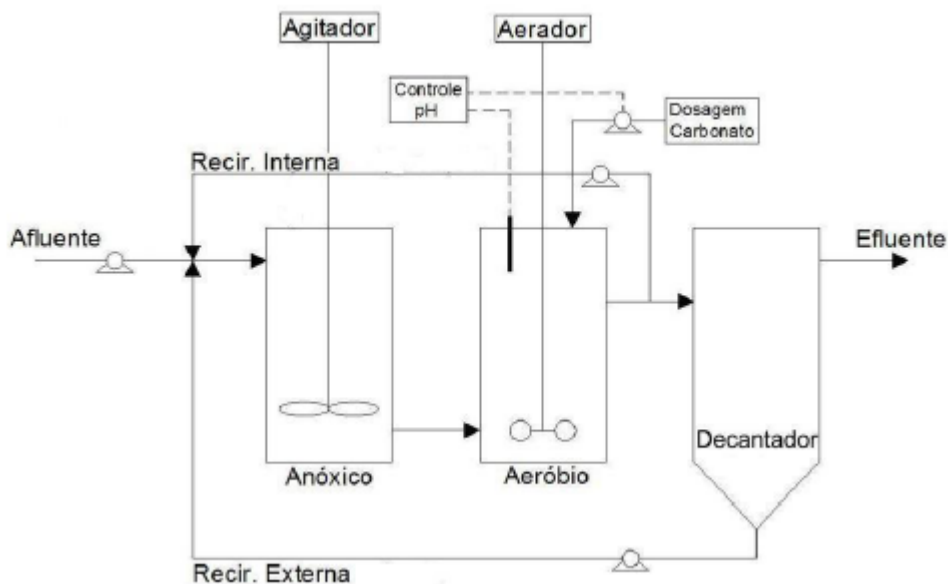 Agitador
Aerador
Controle
pH
Dosagem
Carbonato
Recir. Interna
Afluente
Efluente
Decantador
Anóxico
Aeróbio
Recir. Externa